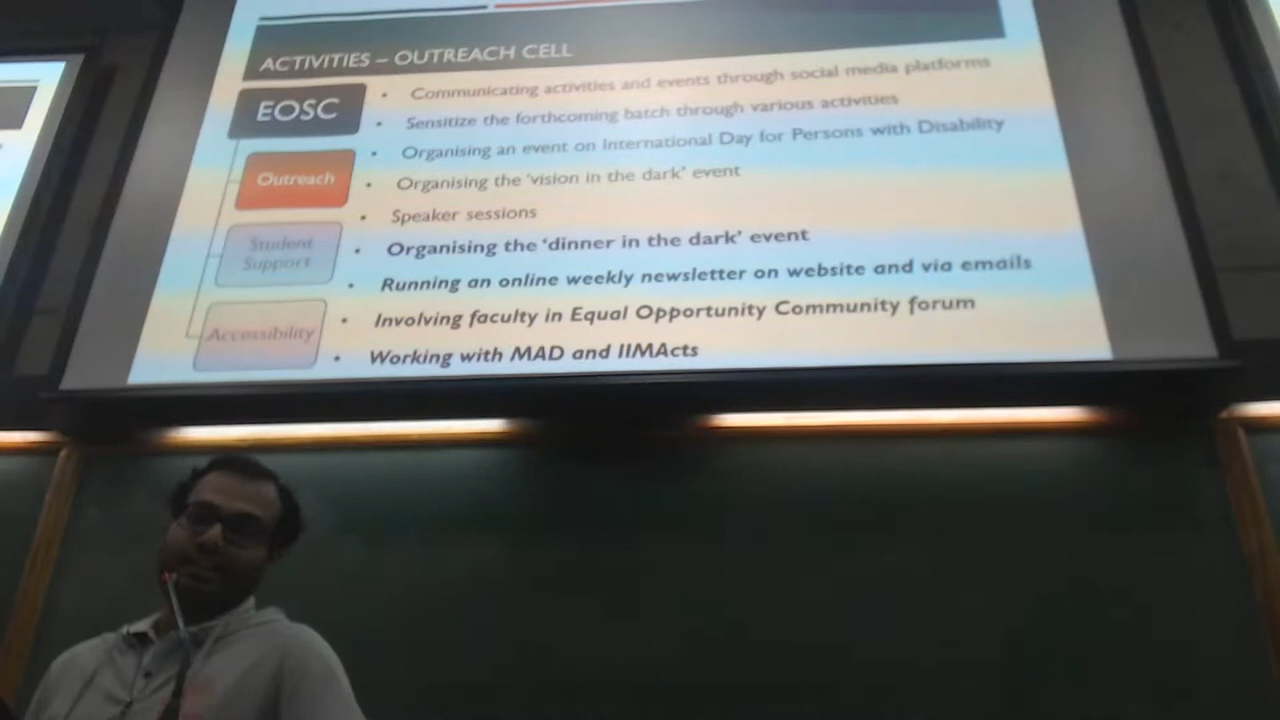 ACTIVITIES – OUTREACH CELL
EOSC
Outreach
Student
Support
Accessibility
• Communicating activities and events through social media platforms
• Sensitize the forthcoming batch through various activities
• Organising an event on International Day for Persons with Disability
• Organising the 'vision in the dark' event
• Speaker sessions
• Organising the 'dinner in the dark' event
• Running an online weekly newsletter on website and via emails
• Involving faculty in Equal Opportunity Community forum
• Working with MAD and IIMActs